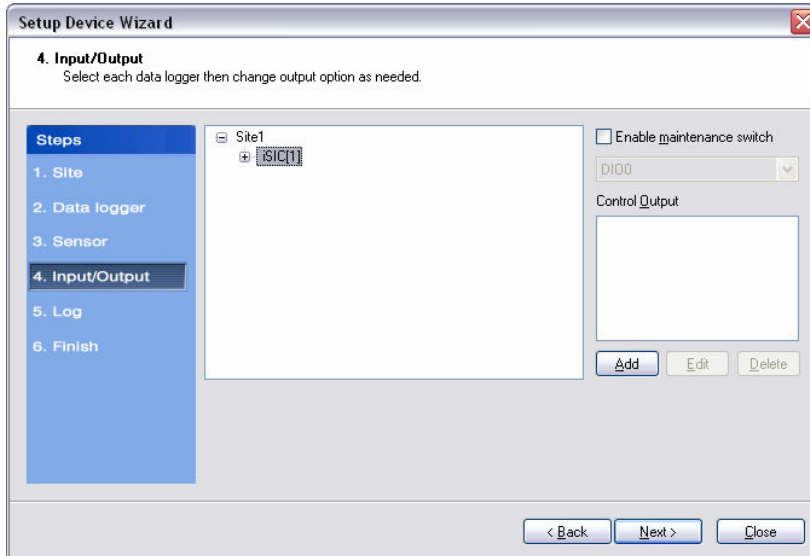 Setup Device Wizard
4. Input/Output
Select each data logger then change output option as needed.
Steps
1. Site
2. Data logger
3. Sensor
4. Input/Output
5. Log
6. Finish
Site1
iSIC[1]
Enable maintenance switch
DIO0
Control Output
Add
Edit
Delete
< Back
Next >
Close